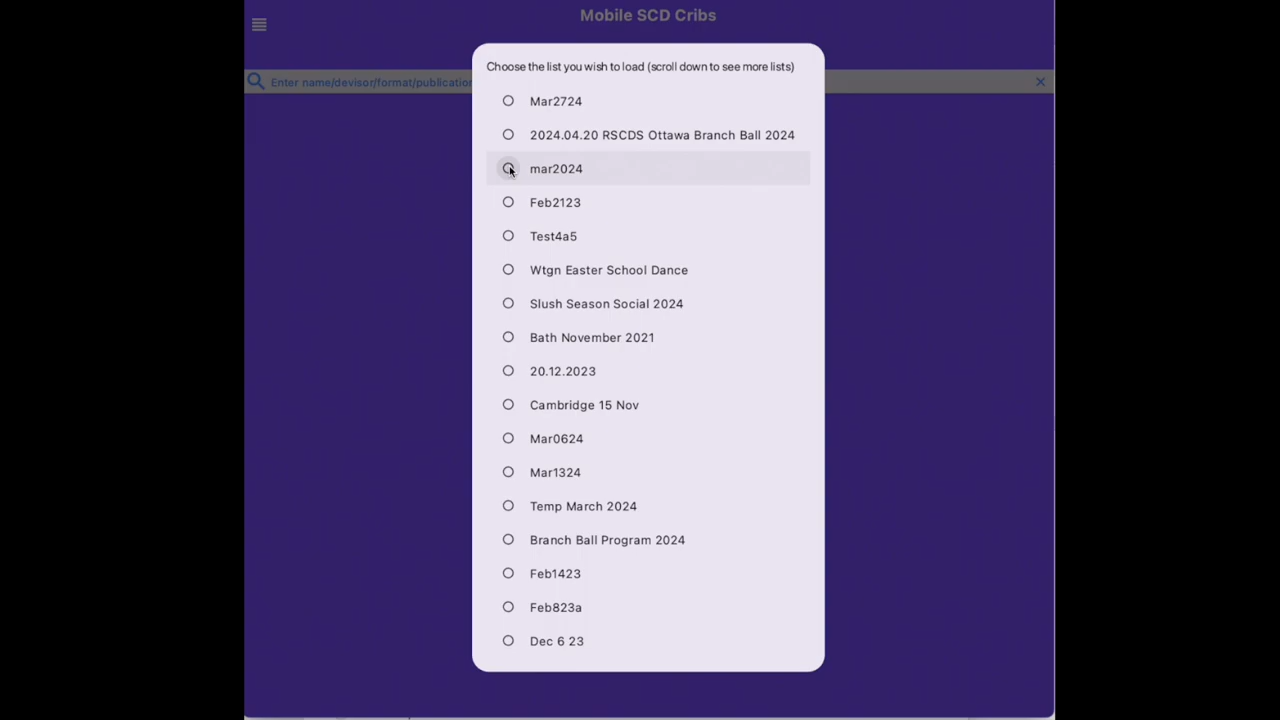 Mobile SCD Cribs
Enter name/devisor/format/publication
Choose the list you wish to load (scroll down to see more lists)
Mar2724
2024.04.20 RSCDS Ottawa Branch Ball 2024
mar2024
Feb2123
Test4a5
Wtgn Easter School Dance
Slush Season Social 2024
Bath November 2021
20.12.2023
Cambridge 15 Nov
Mar0624
Mar1324
Temp March 2024
Branch Ball Program 2024
Feb1423
Feb823a
Dec 6 23